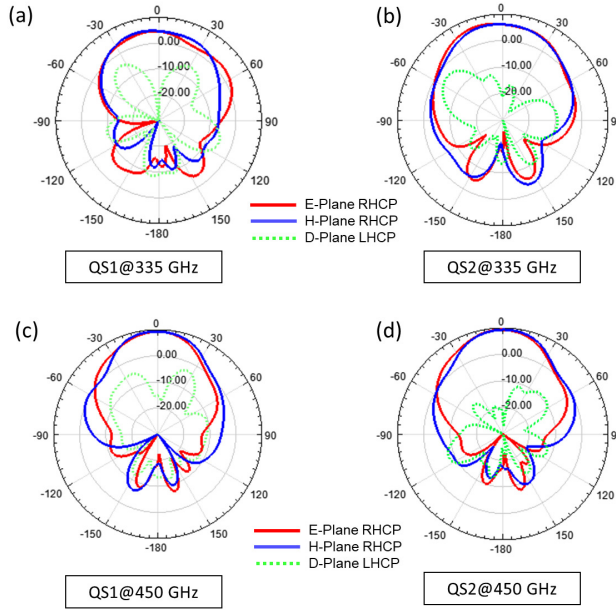 (a)
0
-30 30
0.00
-60 60
-10.00
-20.00
-90 90
-120 120
-150 150
-180
(b)
0
-30 30
0.00
-60 60
-10.00
-20.00
-90 90
-120 120
-150 150
-180
E-Plane RHCP
H-Plane RHCP
D-Plane LHCP
QS1@335 GHz
QS2@335 GHz
(c)
0
-30 30
0.00
-60 60
-10.00
-20.00
-90 90
-120 120
-150 150
-180
(d)
0
-30 30
0.00
-60 60
-10.00
-20.00
-90 90
-120 120
-150 150
-180
E-Plane RHCP
H-Plane RHCP
D-Plane LHCP
QS1@450 GHz
QS2@450 GHz